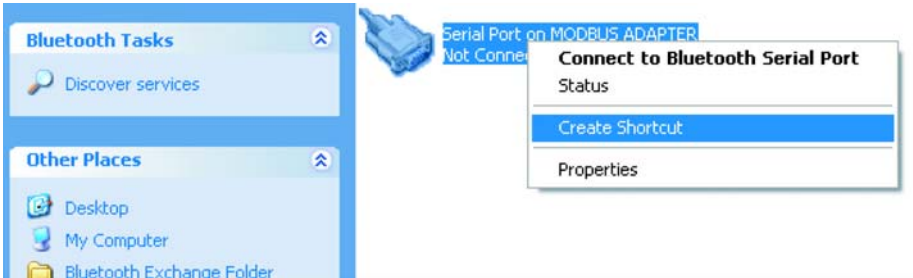 Bluetooth Tasks
Discover services
Other Places
Desktop
My Computer
Bluetooth Exchange Folder
Serial Port on MODBUS ADAPTER
Not Conne
Connect to Bluetooth Serial Port
Status
Create Shortcut
Properties